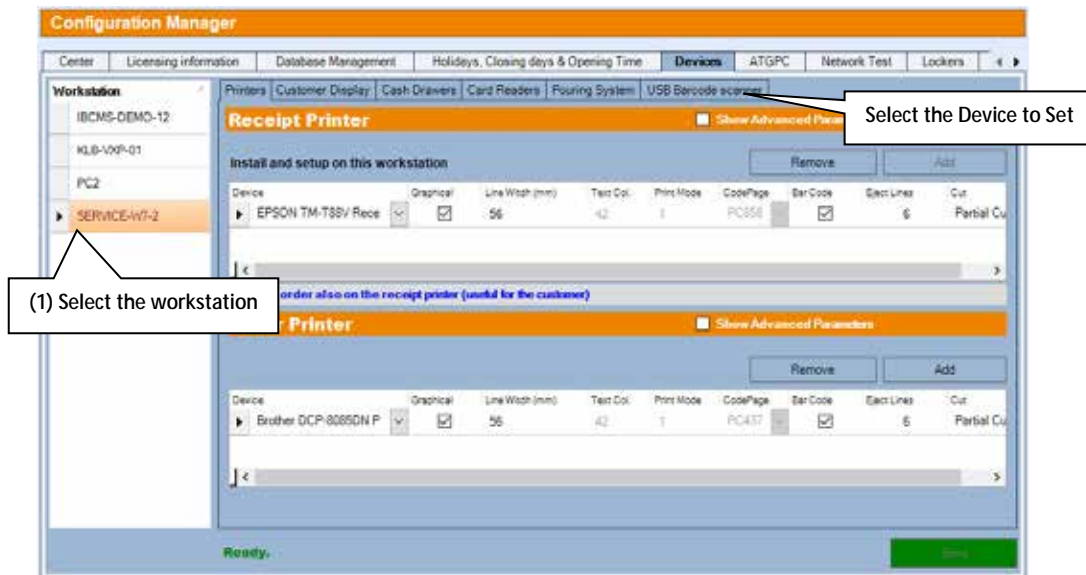 Configuration Manager
Center Licensing information Database Management Holidays, Closing days & Opening Time Devices ATGPC Network Test Lockers
Workstation
Printers Customer Display Cash Drawers Card Readers Pouring System USB Barcode scanner
Select the Device to Set
IBCMS-DEMO-12
Receipt Printer Show Advanced
KLB-VXP-01
Install and setup on this workstation Remove Add
PC2
Device Graphical Line Width (mm) Text Col. Print Mode CodePage Bar Code Eject Lines Cut
SERVICE-W7-2
EPSON TM-T88V Rece 56 42 1 PC858 6 Partial Cu
(1) Select the workstation
order also on the receipt printer (useful for the customer)
Printer Show Advanced Parameters
Remove Add
Device Graphical Line Width (mm) Text Col. Print Mode CodePage Bar Code Eject Lines Cut
Brother DCP-8085DN P 56 42 1 PC437 6 Partial Cu
Ready.